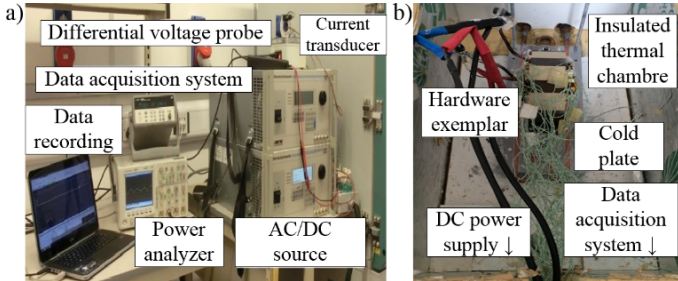 a)
Differential voltage probe
Current
transducer
Data acquisition system
Data
recording
Power
analyzer
AC/DC
source
b)
Insulated
thermal
chambre
Hardware
exemplar
Cold
plate
DC power
supply ↓
Data
acquisition
system ↓